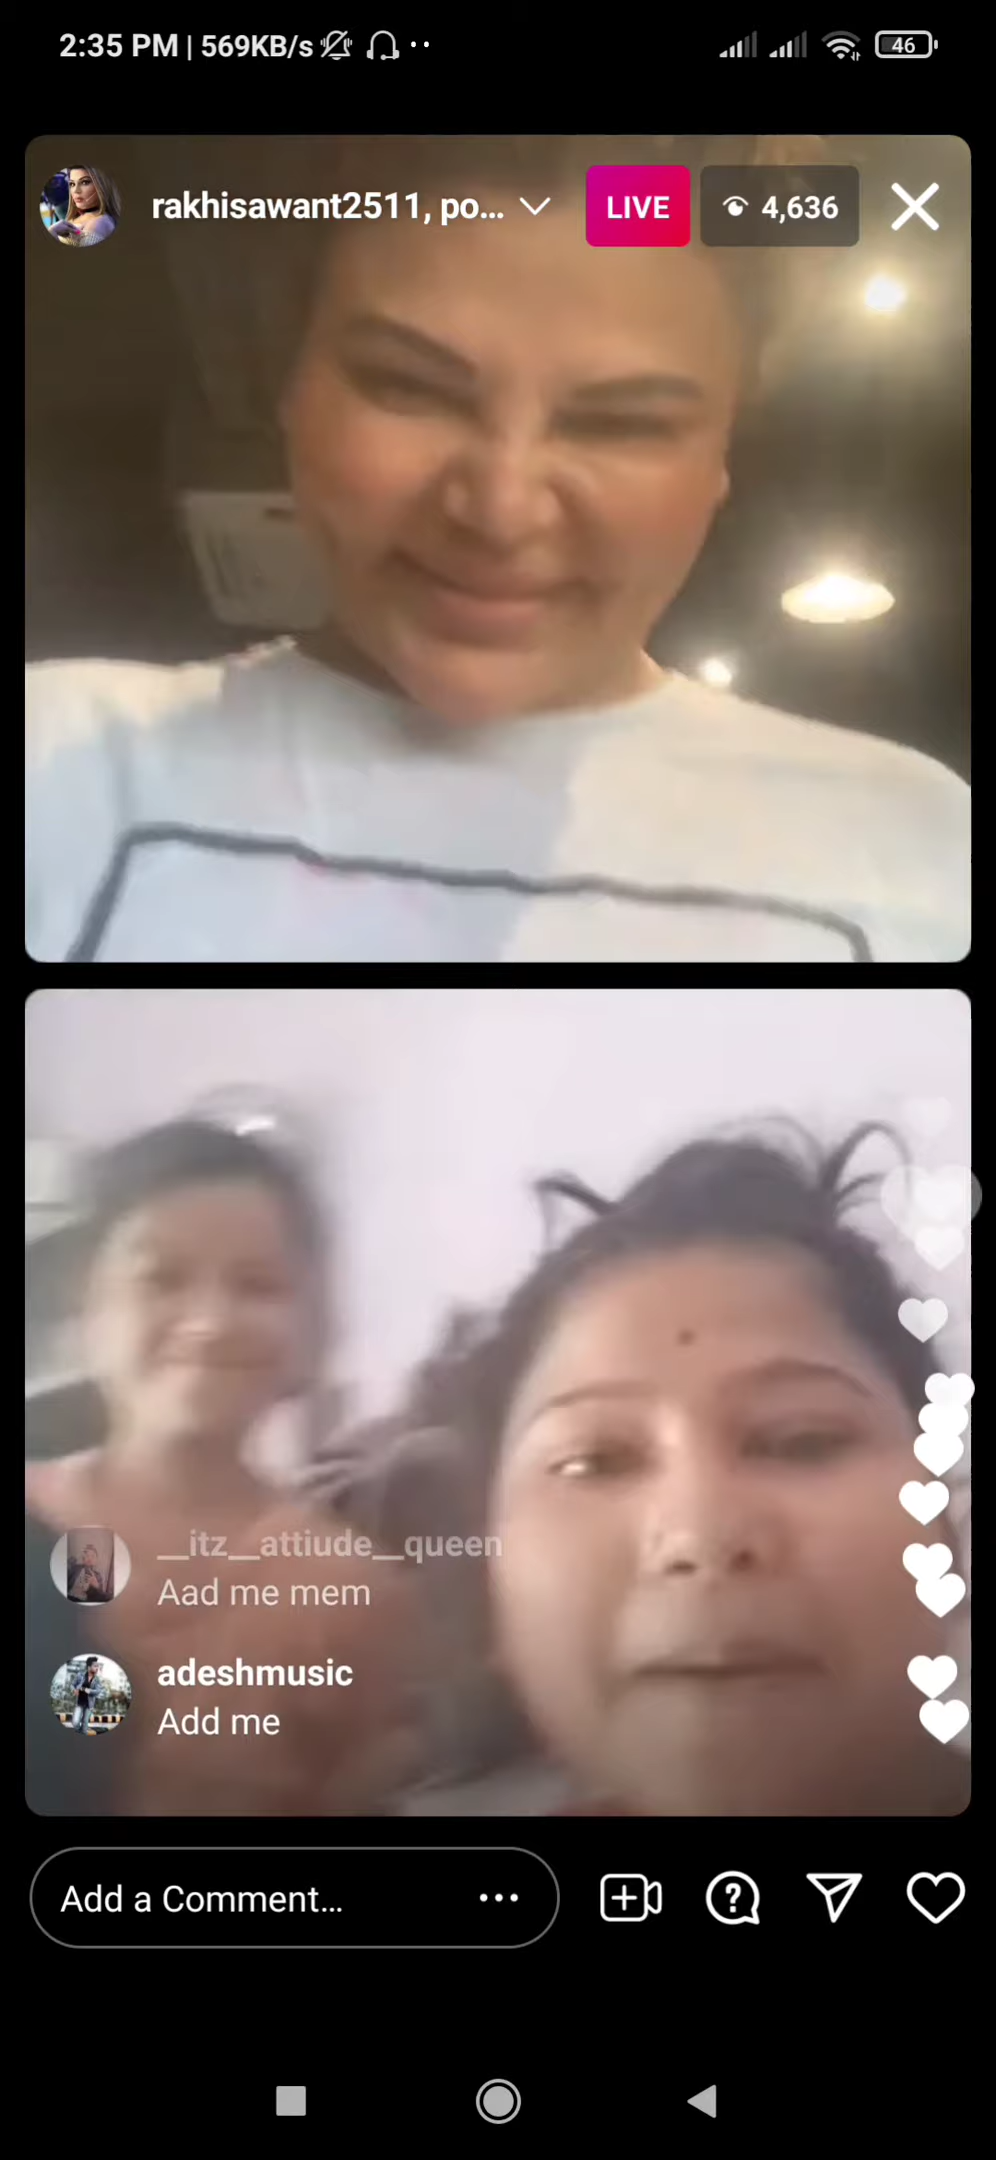 2:35 PM | 569KB/s
46
rakhisawant2511, po...
LIVE
4,636
__itz__attiude__queen
Aad me mem
adeshmusic
Add me
Add a Comment...